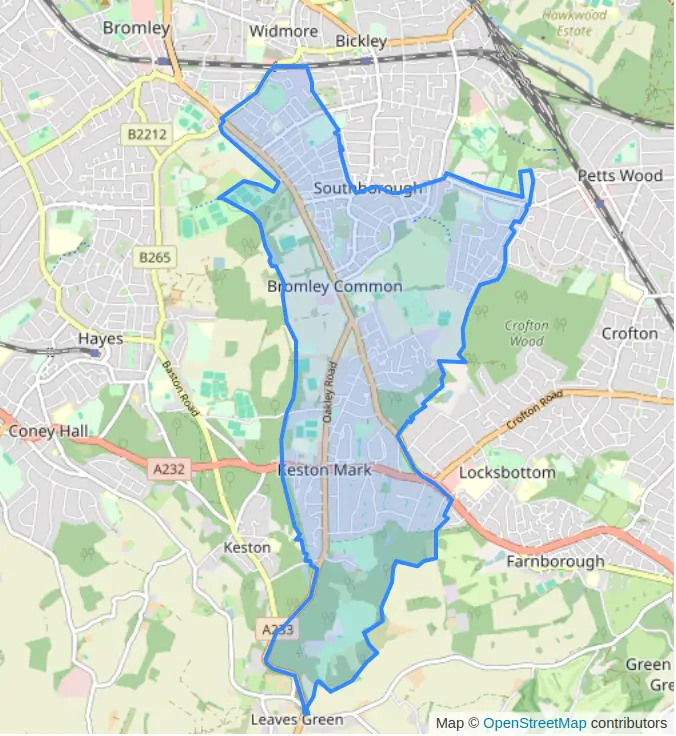 Hawkwood
Estate
Bromley
Widmore
Bickley
B2212
Petts Wood
Southborough
B265
Bromley Common
Crofton
Wood
Crofton
Hayes
Baston Road
Oakley Road
Crofton Road
Coney Hall
A232
Keston Mark
Locksbottom
Keston
Farnborough
A233
Green
Gre
Leaves Green
Map © OpenStreetMap contributors